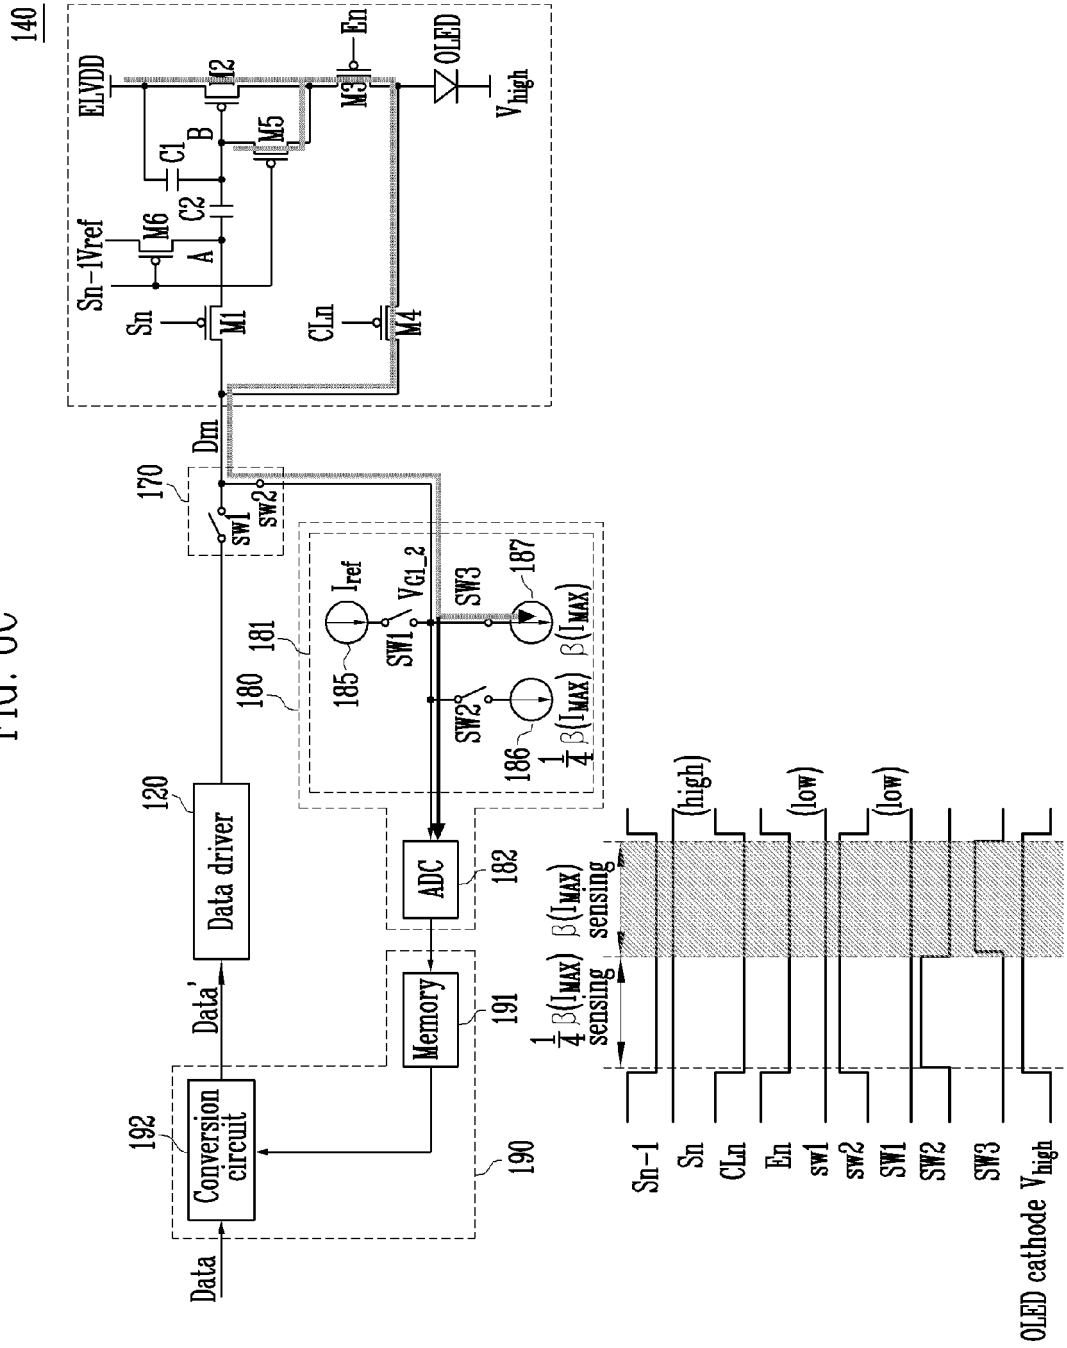 FIG. 6C
140
ELVDD
M2
B
C1
C2
M5
M3
En
OLED
Vhigh
Sn-1
Vref
M6
A
Sn
M1
CLn
M4
Dm
170
sw1
sw2
180
181
185
Iref
SW1
VG1_2
SW3
187
β(IMAX)
SW2
186
1/4 β(IMAX)
120
Data driver
ADC
182
Data'
Memory
191
192
Conversion
circuit
190
Data
1/4 β(IMAX)
sensing
β(IMAX)
sensing
Sn-1
Sn (high)
CLn
En
sw1 (low)
sw2
SW1 (low)
SW2
SW3
OLED cathode Vhigh